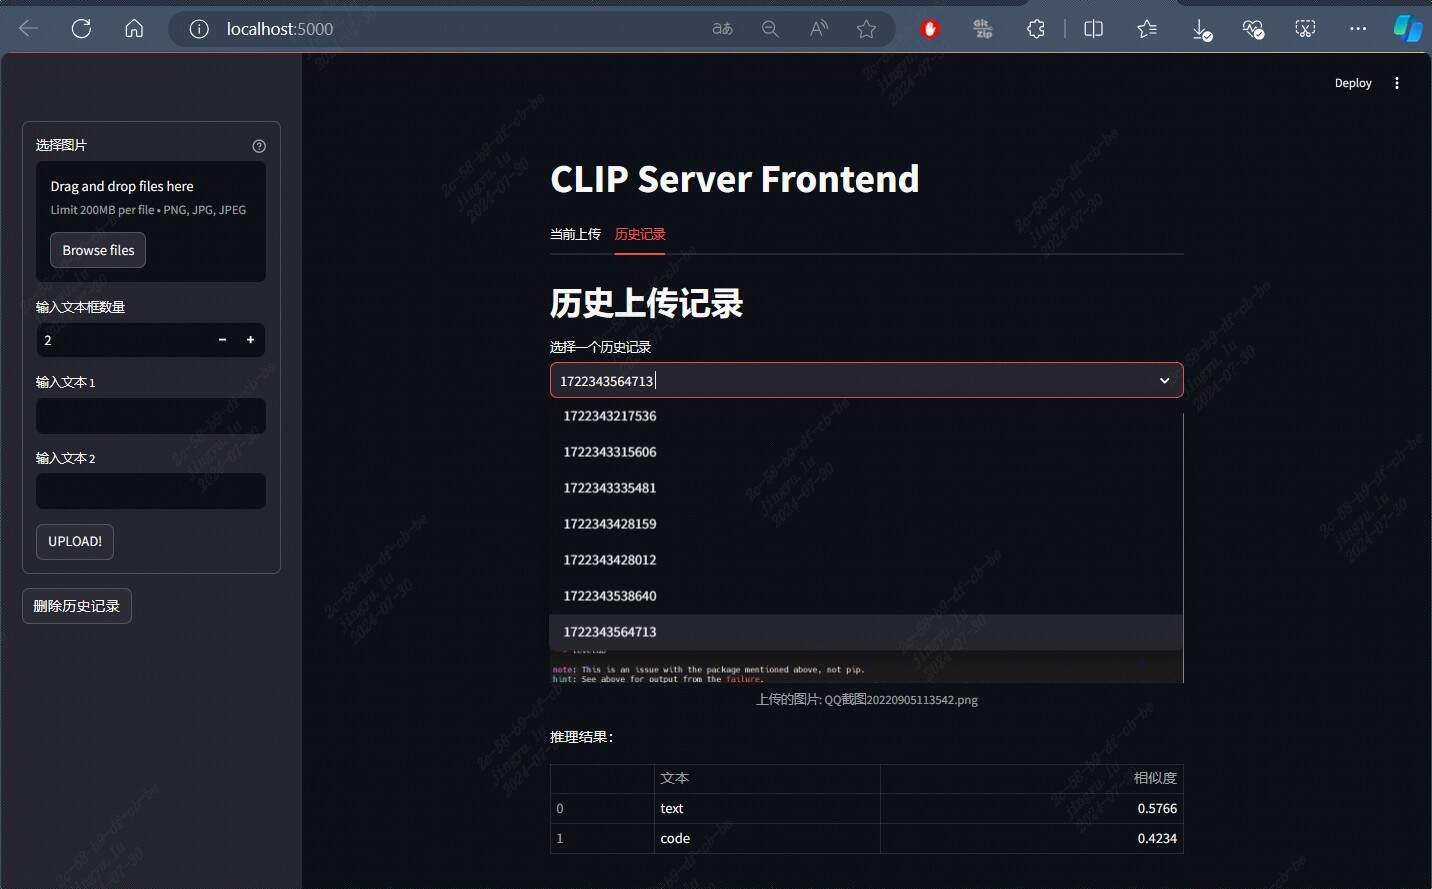 localhost:5000
Deploy
选择图片
Drag and drop files here
Limit 200MB per file • PNG, JPG, JPEG
Browse files
输入文本框数量
2
输入文本 1
输入文本 2
UPLOAD!
删除历史记录
CLIP Server Frontend
当前上传 历史记录
历史上传记录
选择一个历史记录
1722343564713
1722343217536
1722343315606
1722343335481
1722343428159
1722343428012
1722343538640
1722343564713
note: This is an issue with the package mentioned above, not pip.
hint: See above for output from the failure.
上传的图片: QQ截图20220905113542.png
推理结果：
文本 相似度
0 text 0.5766
1 code 0.4234